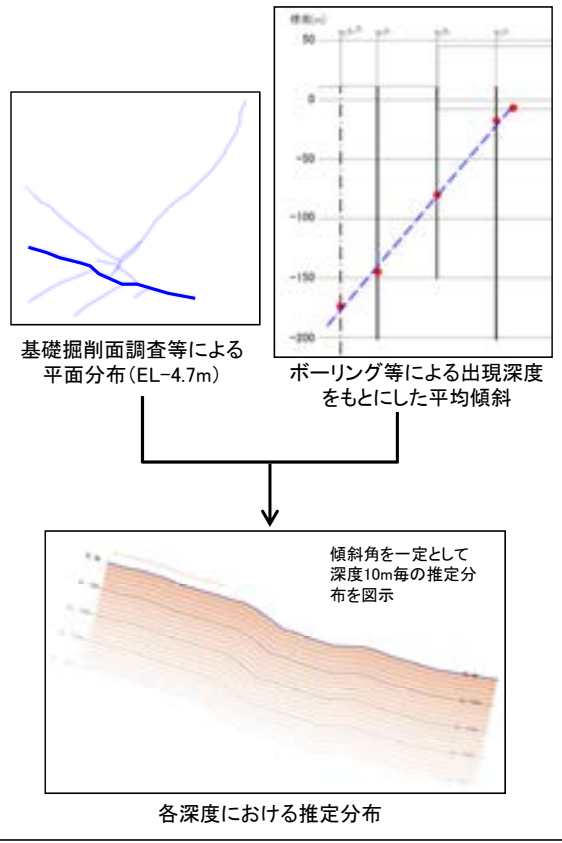 標高(m)
50
0
-50
-100
-150
-200
基礎掘削面調査等による
平面分布(EL-4.7m)
ボーリング等による出現深度
をもとにした平均傾斜
傾斜角を一定として
深度10m毎の推定分
布を図示
各深度における推定分布